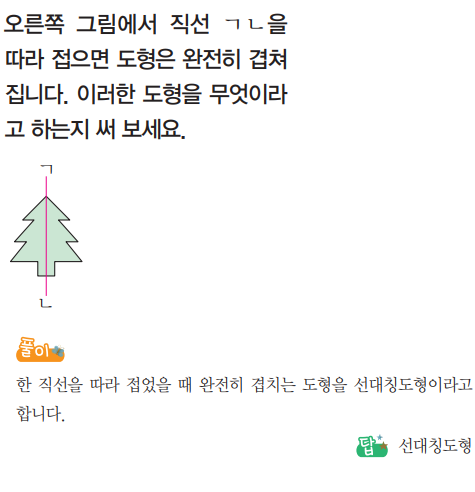 오른쪽 그림에서 직선 ㄱㄴ을
따라 접으면 도형은 완전히 겹쳐
집니다. 이러한 도형을 무엇이라
고 하는지 써 보세요.
ㄱ
ㄴ
풀이
한 직선을 따라 접었을 때 완전히 겹치는 도형을 선대칭도형이라고
합니다.
답 선대칭도형